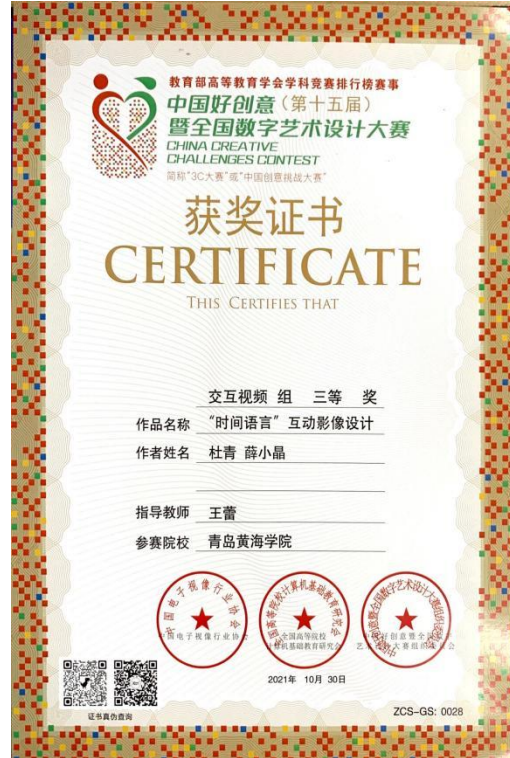 教育部高等教育学会学科竞赛排行榜赛事
中国好创意（第十五届）
暨全国数字艺术设计大赛
CHINA CREATIVE
CHALLENGES CONTEST
简称"3C大赛"或"中国创意挑战大赛"
获奖证书
CERTIFICATE
THIS CERTIFIES THAT
交互视频 组 三等 奖
作品名称 “时间语言”互动影像设计
作者姓名 杜青 薛小晶
指导教师 王蕾
参赛院校 青岛黄海学院
中国电子视像行业协会
全国高等院校
计算机基础教育研究会
2021年 10月 30日
证书真伪查询
ZCS-GS: 0028